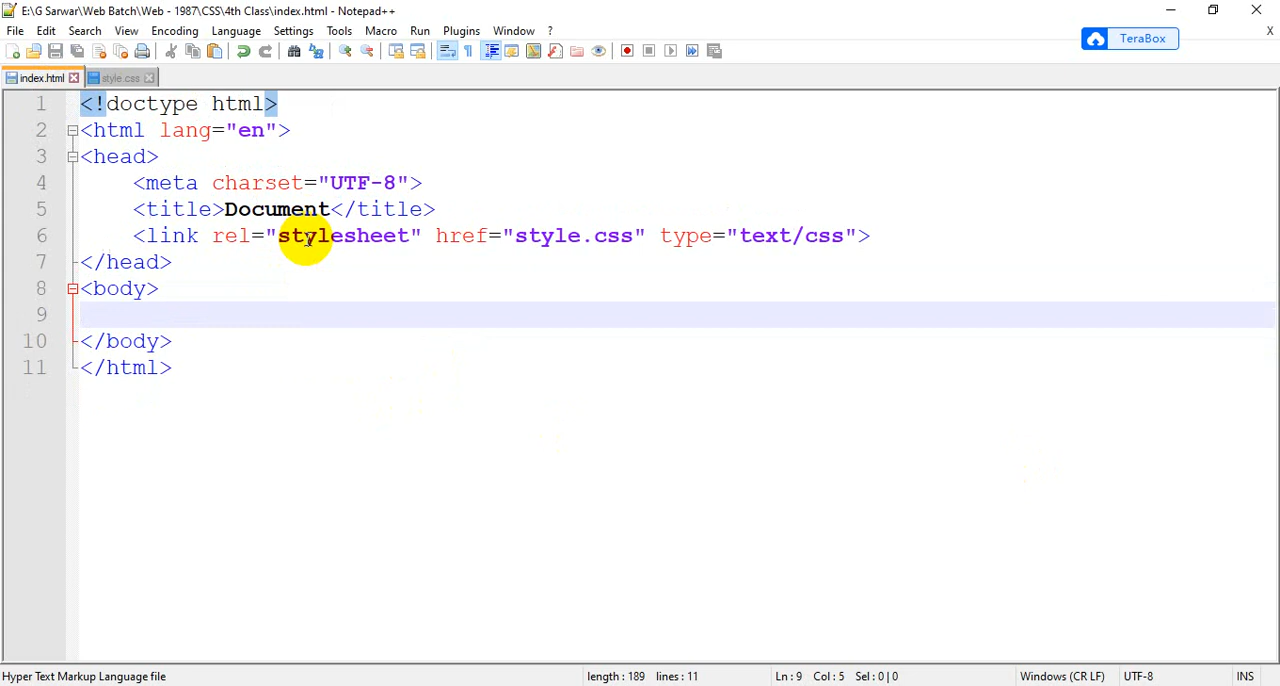 E:\G Sarwar\Web Batch\Web - 1987\CSS\4th Class\index.html - Notepad++
File Edit Search View Encoding Language Settings Tools Macro Run Plugins Window ? X
TeraBox
index.html style.css
1 <!doctype html>
2 <html lang="en">
3 <head>
4 <meta charset="UTF-8">
5 <title>Document</title>
6 <link rel="stylesheet" href="style.css" type="text/css">
7 </head>
8 <body>
9
10 </body>
11 </html>
Hyper Text Markup Language file length : 189 lines : 11 Ln : 9 Col : 5 Sel : 0 | 0 Windows (CR LF) UTF-8 INS